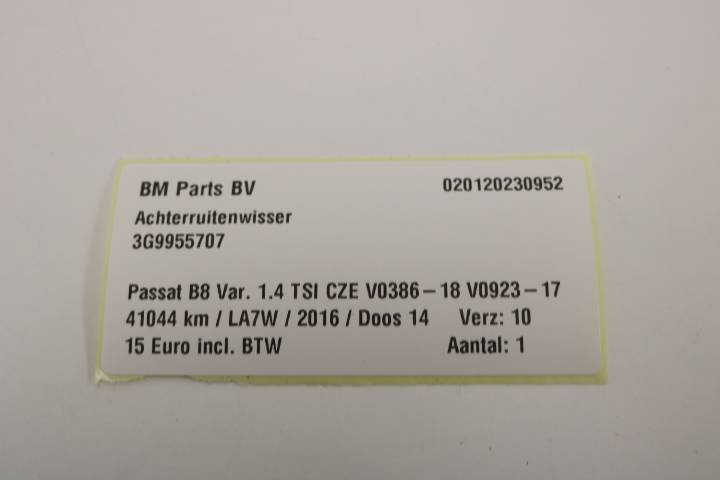 BM Parts BV 020120230952
Achterruitenwisser
3G9955707
Passat B8 Var. 1.4 TSI CZE V0386-18 V0923-17
41044 km / LA7W / 2016 / Doos 14 Verz: 10
15 Euro incl. BTW Aantal: 1